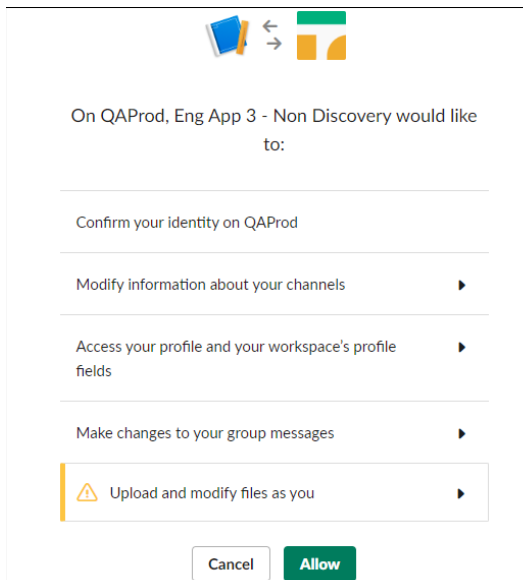 On QAProd, Eng App 3 - Non Discovery would like
to:
Confirm your identity on QAProd
Modify information about your channels
Access your profile and your workspace's profile
fields
Make changes to your group messages
Upload and modify files as you
Cancel
Allow